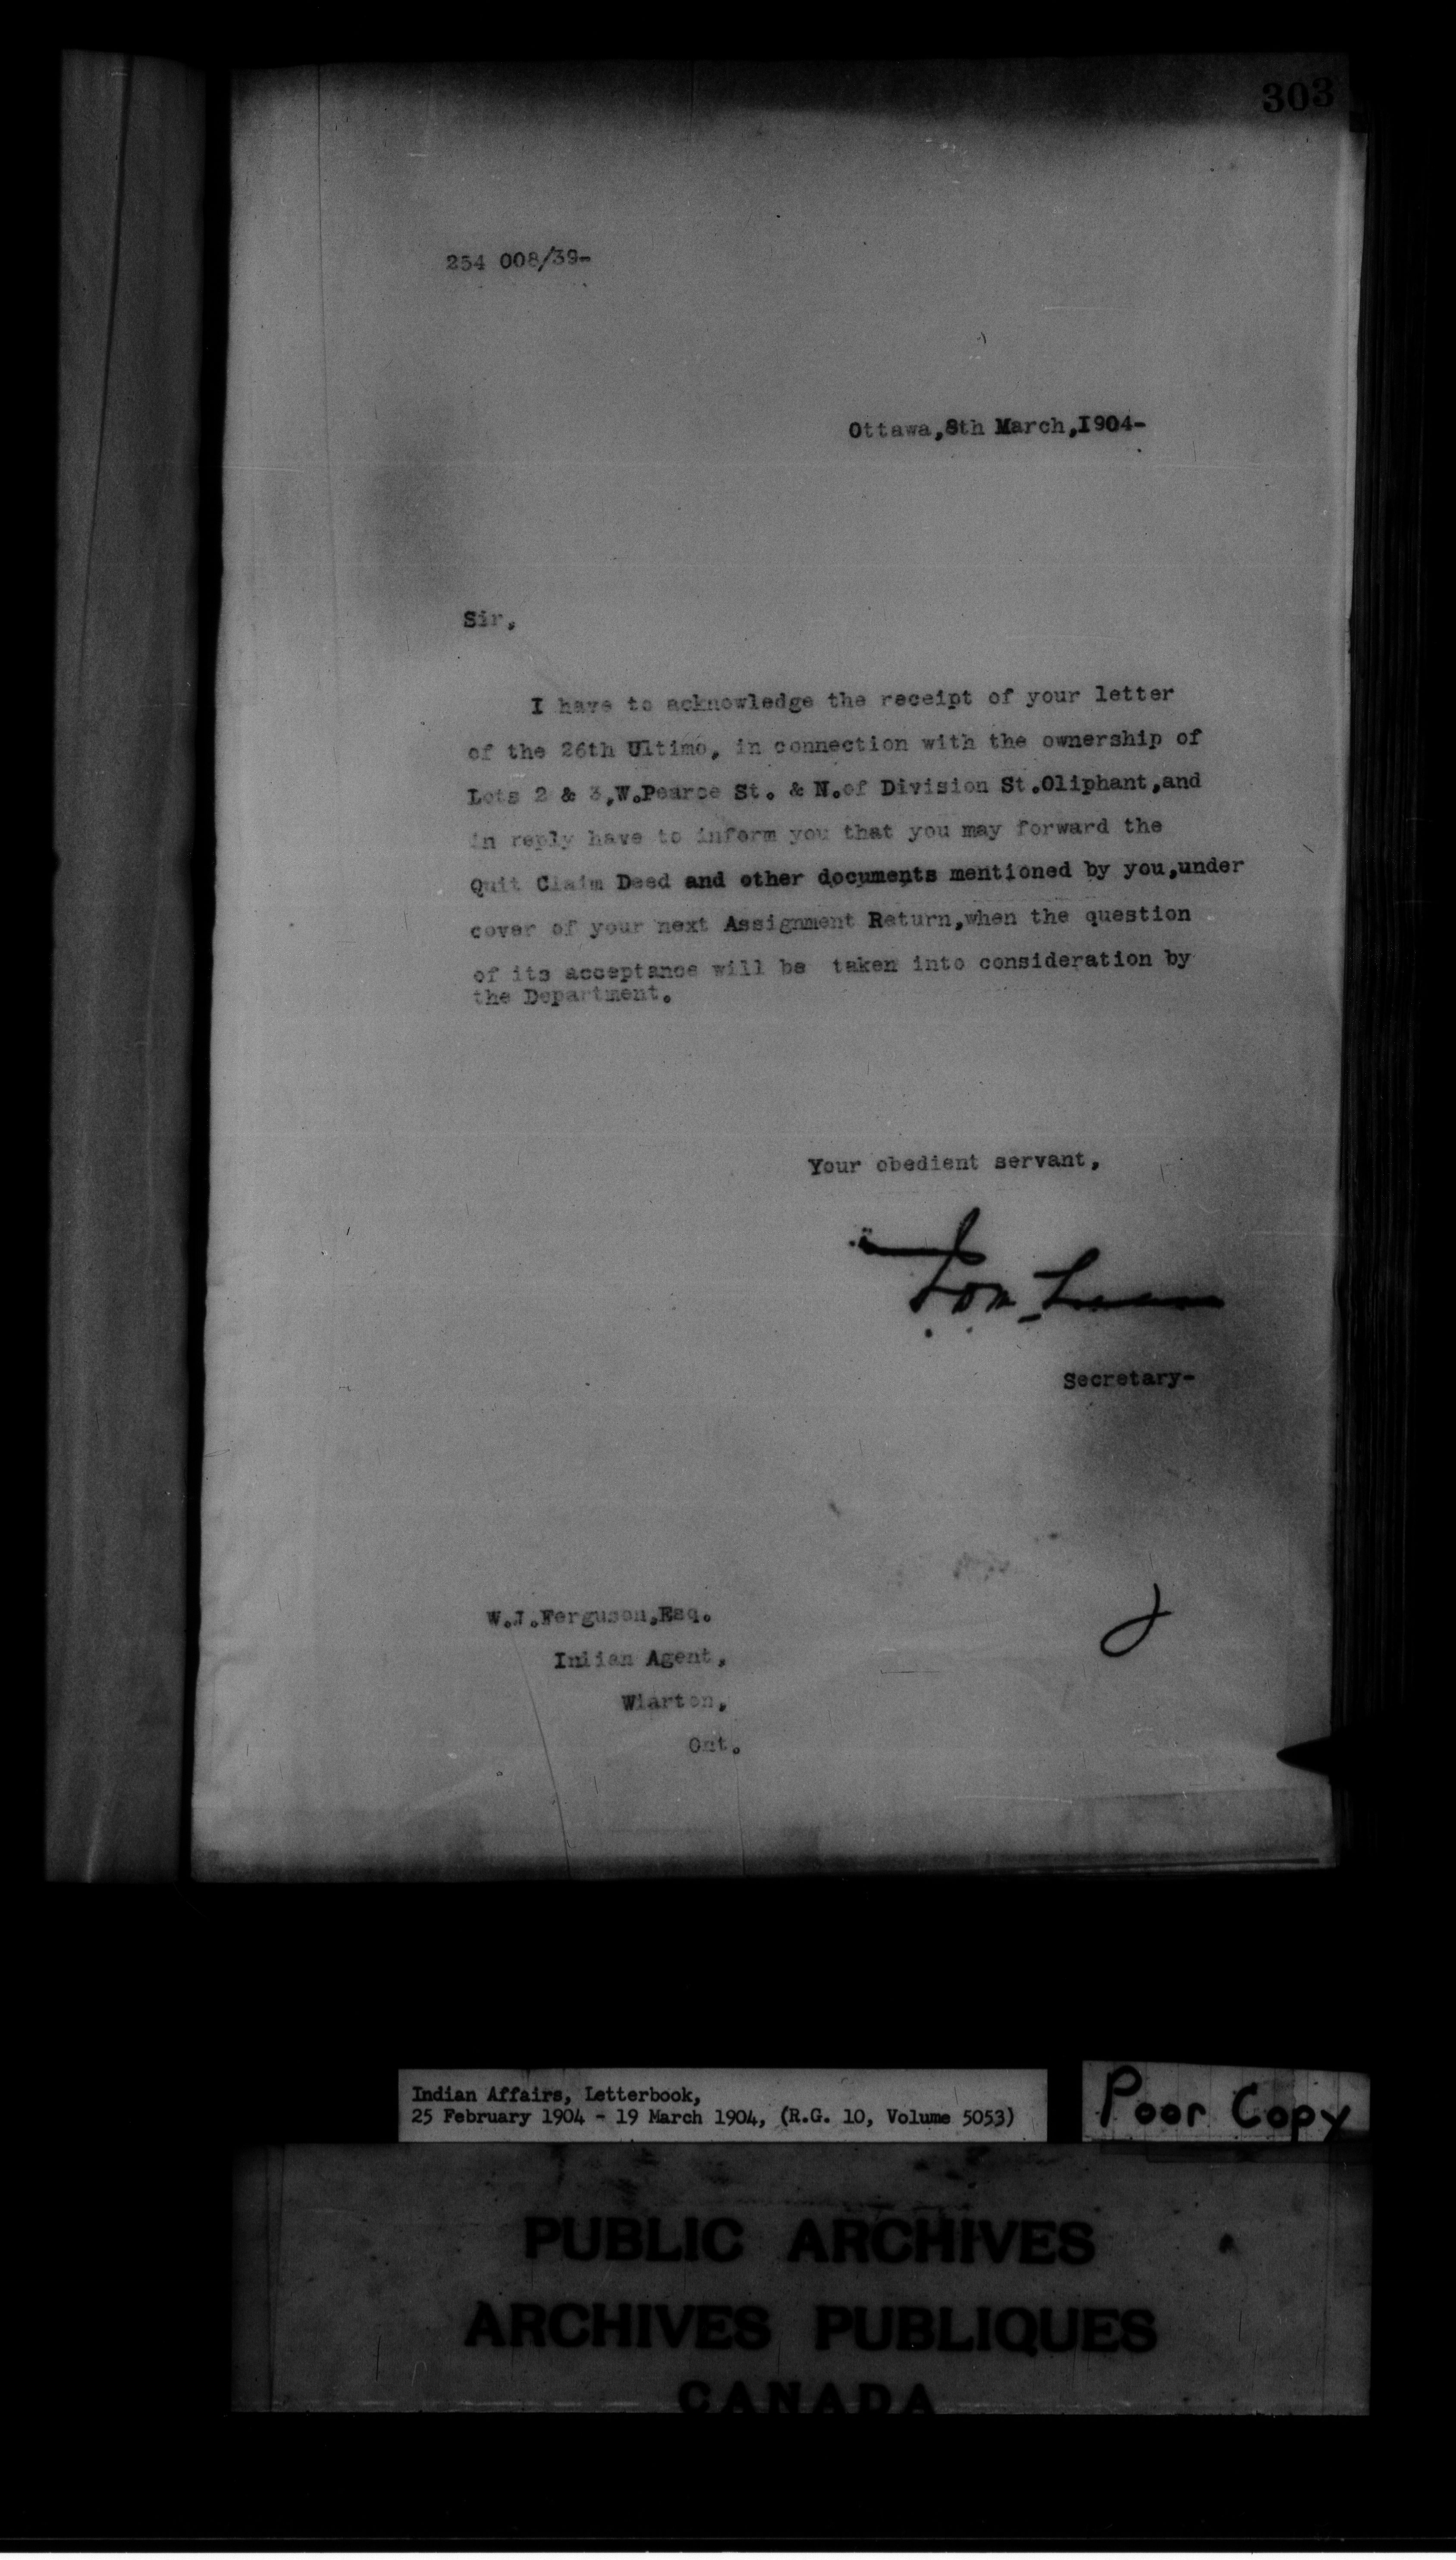 303
254 008/39-
Ottawa,8th March,I904-
Sir,
I have to acknowledge the receipt of your letter
of the 26th Ultimo, in connection with the ownership of
Lots 2 & 3,W.Pearce St. & N.of Division St.Oliphant,and
in reply have to inform you that you may forward the
Quit Claim Deed and other documents mentioned by you,under
cover of your next Assignment Return,when the question
of its acceptance will be taken into consideration by
the Department.
Your obedient servant,
Secretary-
W.J.Ferguson,Esq.
Indian Agent,
Wiarton,
Ont.
Indian Affairs, Letterbook,
25 February 1904 - 19 March 1904, (R.G. 10, Volume 5053)
Poor Copy
PUBLIC ARCHIVES
ARCHIVES PUBLIQUES
CANADA